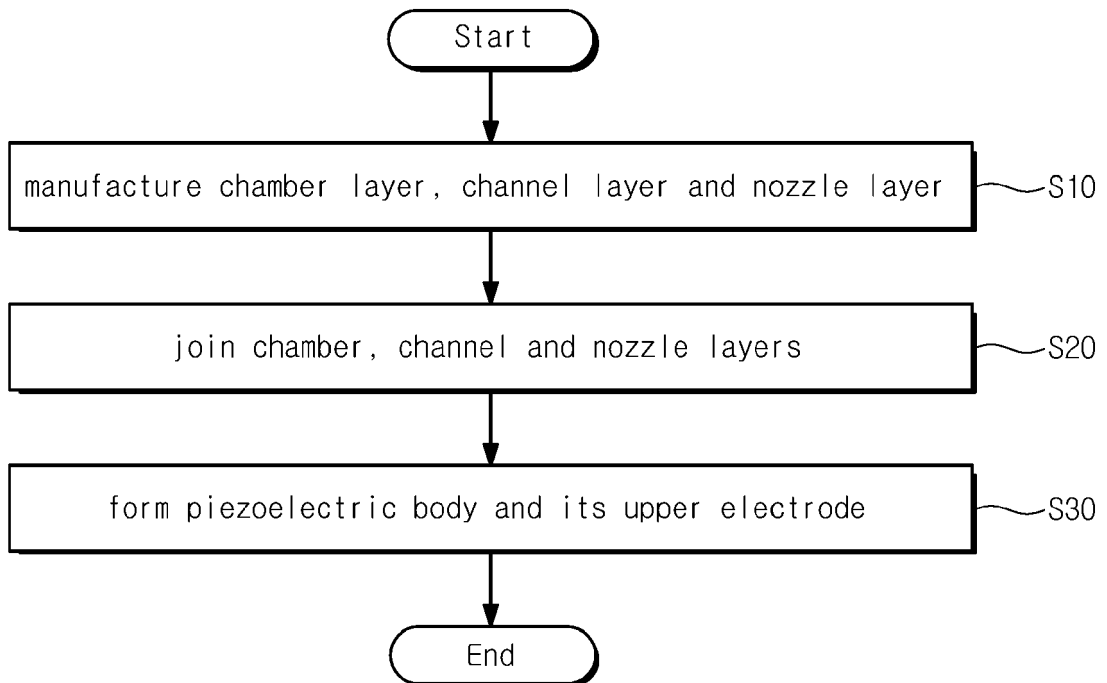 Start
manufacture chamber layer, channel layer and nozzle layer
S10
join chamber, channel and nozzle layers
S20
form piezoelectric body and its upper electrode
S30
End